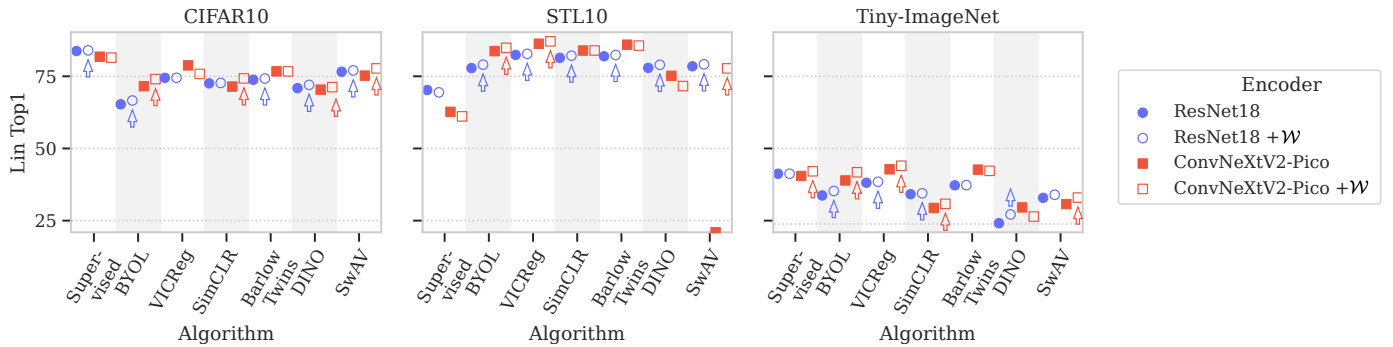 CIFAR10
STL10
Tiny-ImageNet
Lin Top1
75
50
25
Super-
vised
BYOL
VICReg
SimCLR
Barlow
Twins
DINO
SwAV
Algorithm
Super-
vised
BYOL
VICReg
SimCLR
Barlow
Twins
DINO
SwAV
Algorithm
Super-
vised
BYOL
VICReg
SimCLR
Barlow
Twins
DINO
SwAV
Algorithm
Encoder
ResNet18
ResNet18 +𝒲
ConvNeXtV2-Pico
ConvNeXtV2-Pico +𝒲